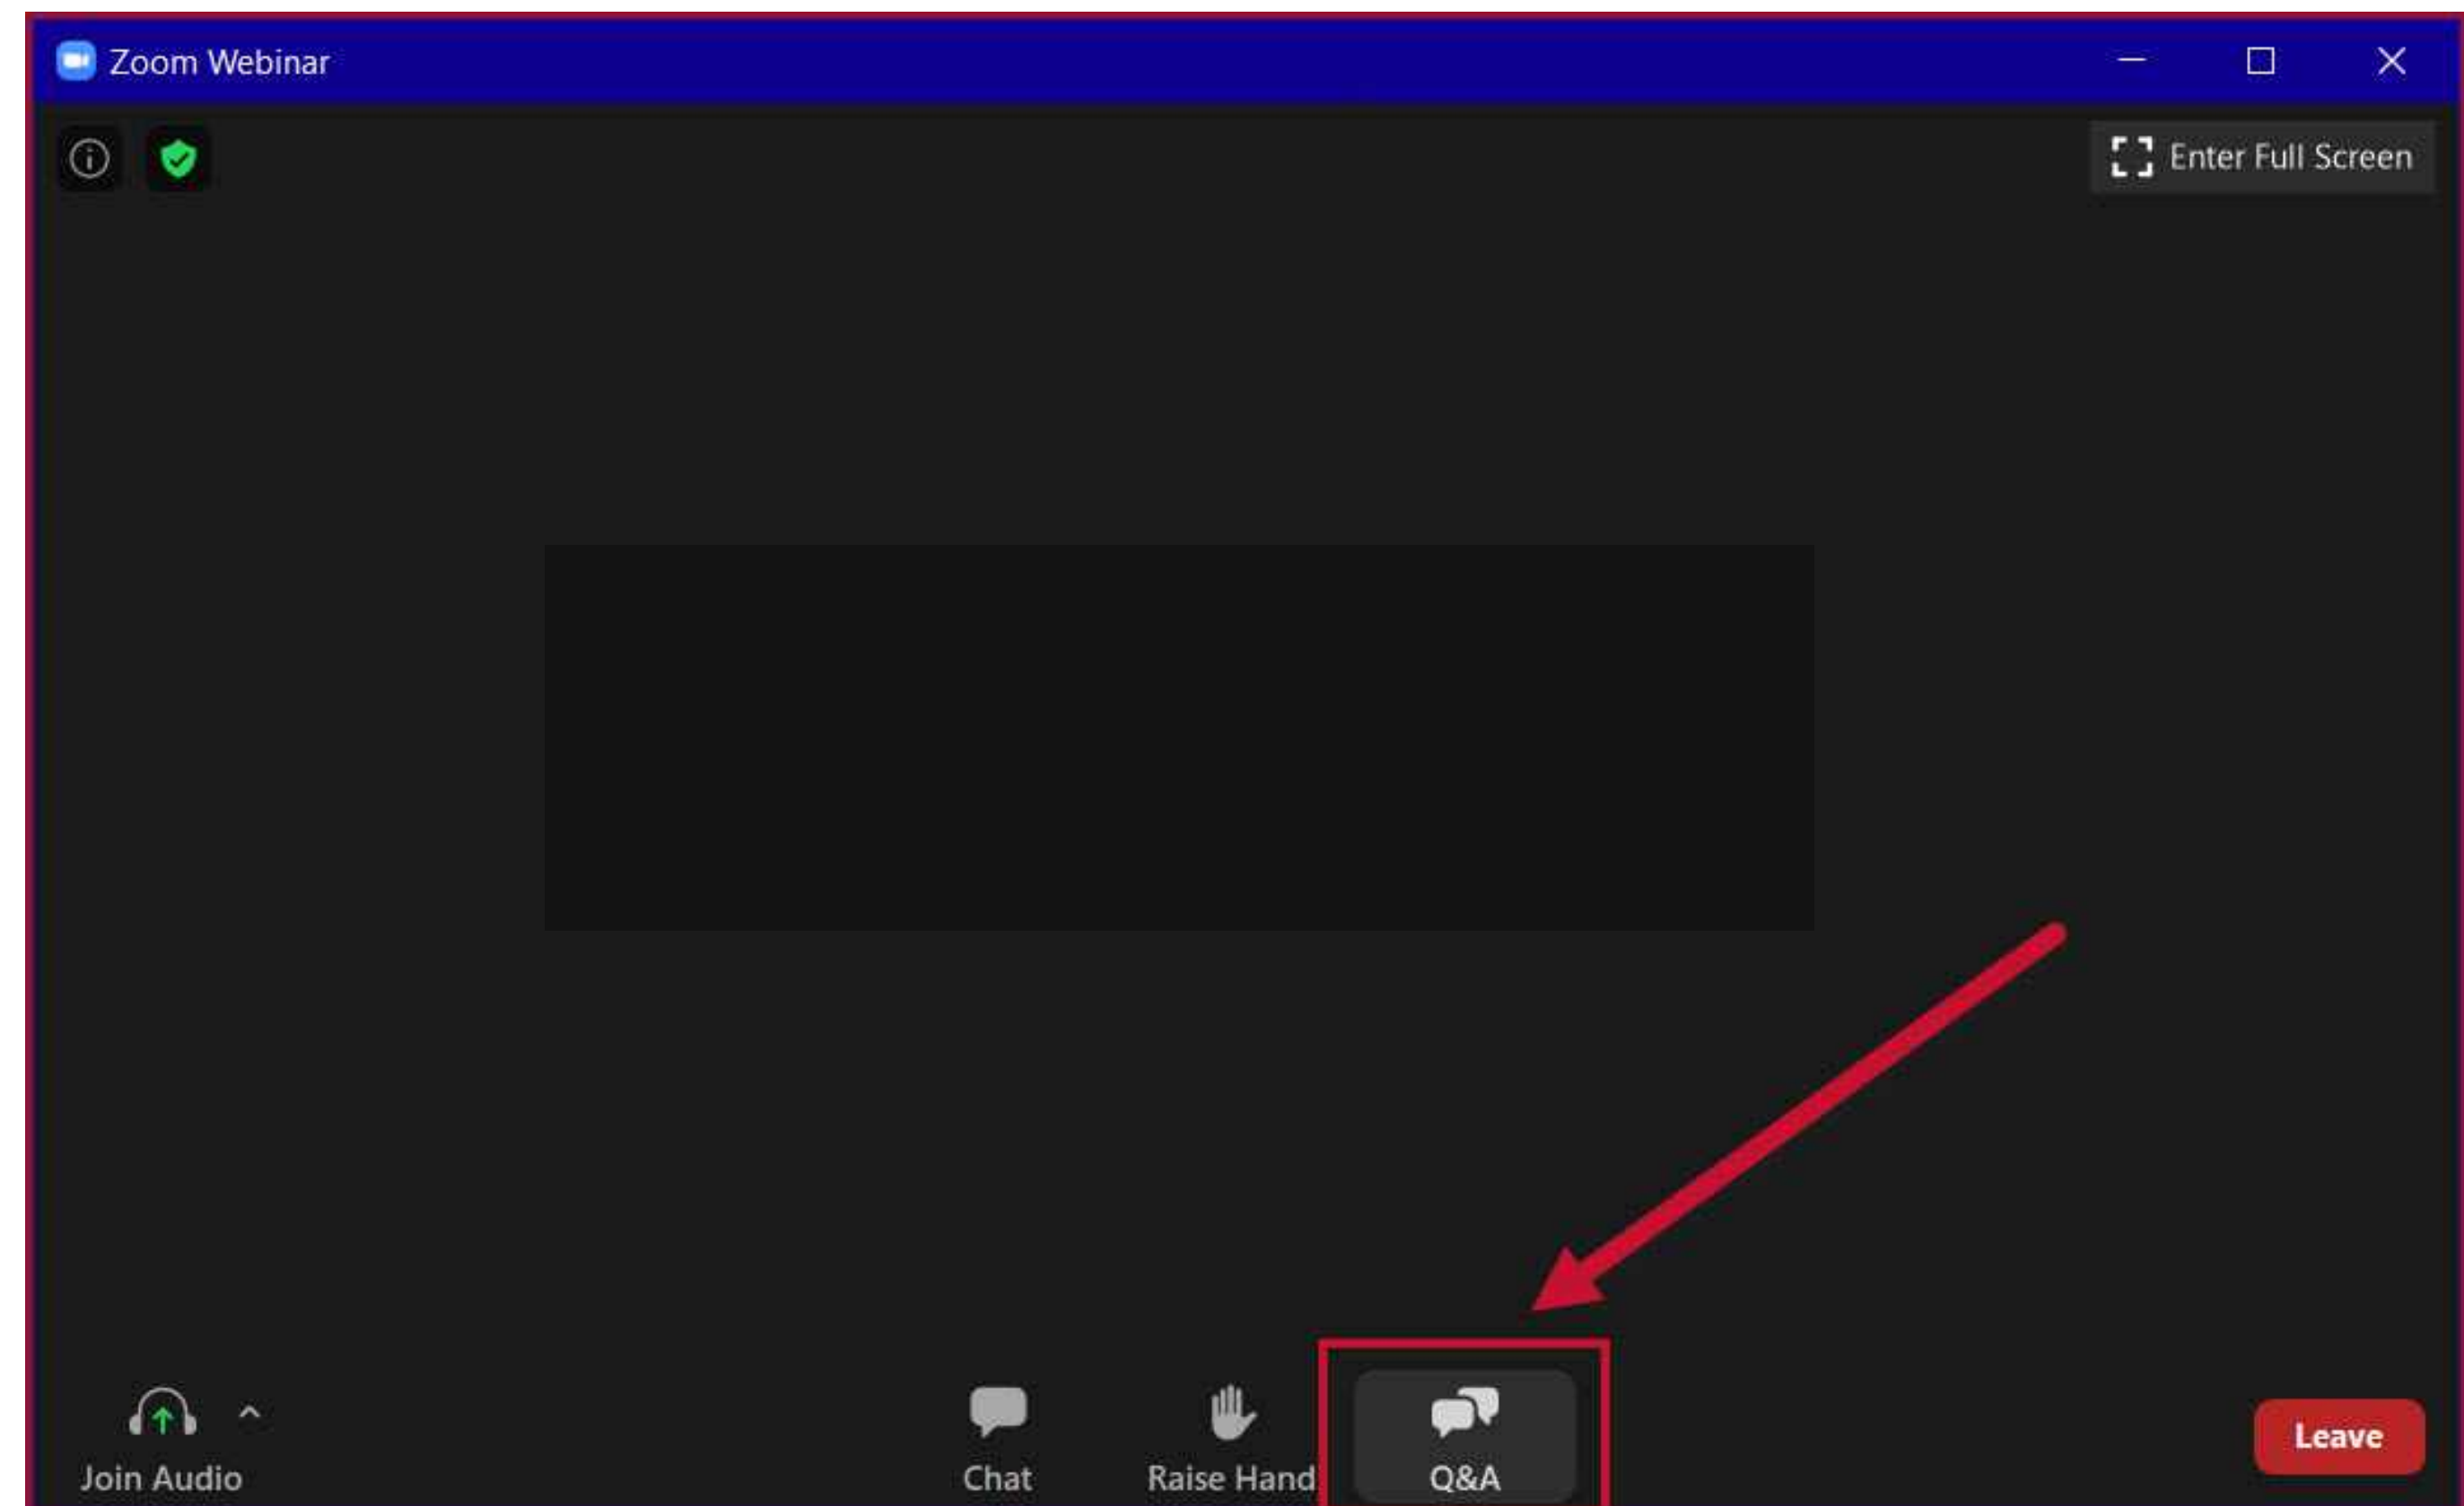 Zoom Webinar
Enter Full Screen
Join Audio
Chat
Raise Hand
Q&A
Leave